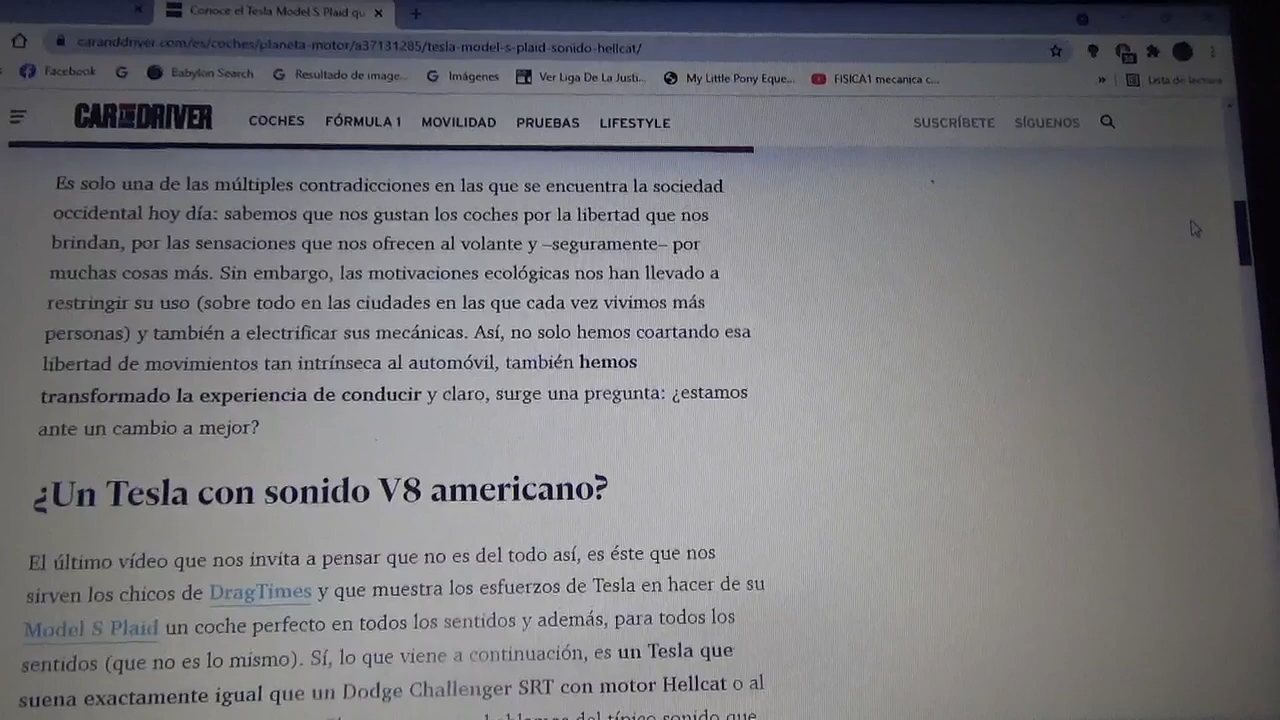 Conoce el Tesla Model S Plaid qu
caranddriver.com/es/coches/planeta-motor/a37131285/tesla-model-s-plaid-sonido-hellcat/
Facebook
Babylon Search
Resultado de image...
Imágenes
Ver Liga De La Justi...
My Little Pony Eque...
FISICA1 mecanica c...
»
Lista de lectura
CAR AND DRIVER
COCHES
FÓRMULA 1
MOVILIDAD
PRUEBAS
LIFESTYLE
SUSCRÍBETE
SÍGUENOS
Es solo una de las múltiples contradicciones en las que se encuentra la sociedad
occidental hoy día: sabemos que nos gustan los coches por la libertad que nos
brindan, por las sensaciones que nos ofrecen al volante y –seguramente– por
muchas cosas más. Sin embargo, las motivaciones ecológicas nos han llevado a
restringir su uso (sobre todo en las ciudades en las que cada vez vivimos más
personas) y también a electrificar sus mecánicas. Así, no solo hemos coartando esa
libertad de movimientos tan intrínseca al automóvil, también hemos
transformado la experiencia de conducir y claro, surge una pregunta: ¿estamos
ante un cambio a mejor?
¿Un Tesla con sonido V8 americano?
El último vídeo que nos invita a pensar que no es del todo así, es éste que nos
sirven los chicos de DragTimes y que muestra los esfuerzos de Tesla en hacer de su
Model S Plaid un coche perfecto en todos los sentidos y además, para todos los
sentidos (que no es lo mismo). Sí, lo que viene a continuación, es un Tesla que
suena exactamente igual que un Dodge Challenger SRT con motor Hellcat o al
del típico sonido que